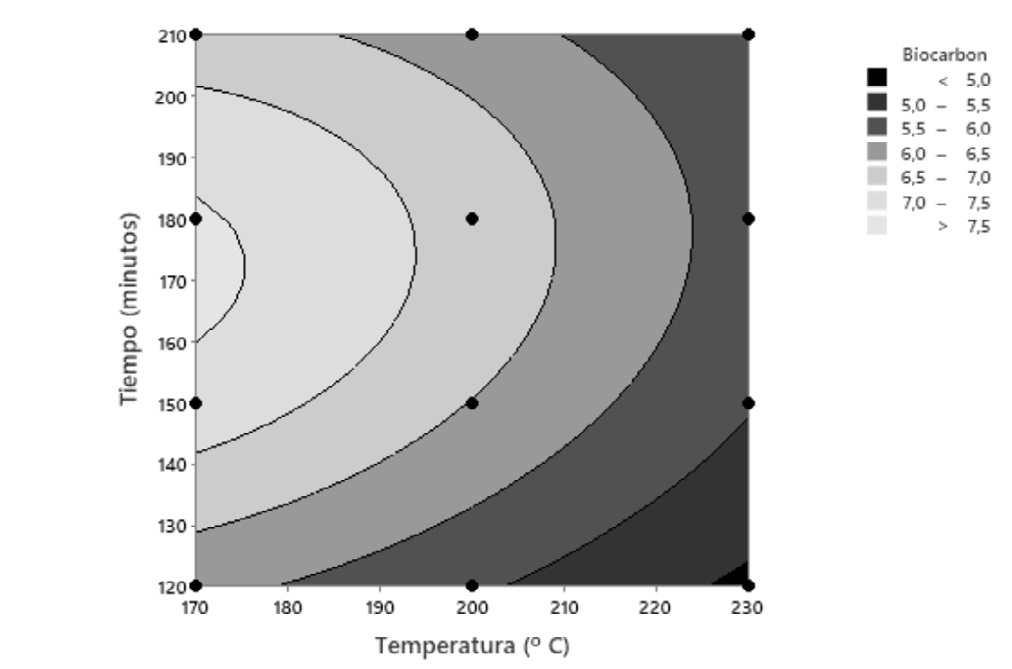 210
200
190
180
170
160
150
140
130
120
170 180 190 200 210 220 230
Tiempo (minutos)
Temperatura (º C)
Biocarbon
< 5,0
5,0 – 5,5
5,5 – 6,0
6,0 – 6,5
6,5 – 7,0
7,0 – 7,5
> 7,5